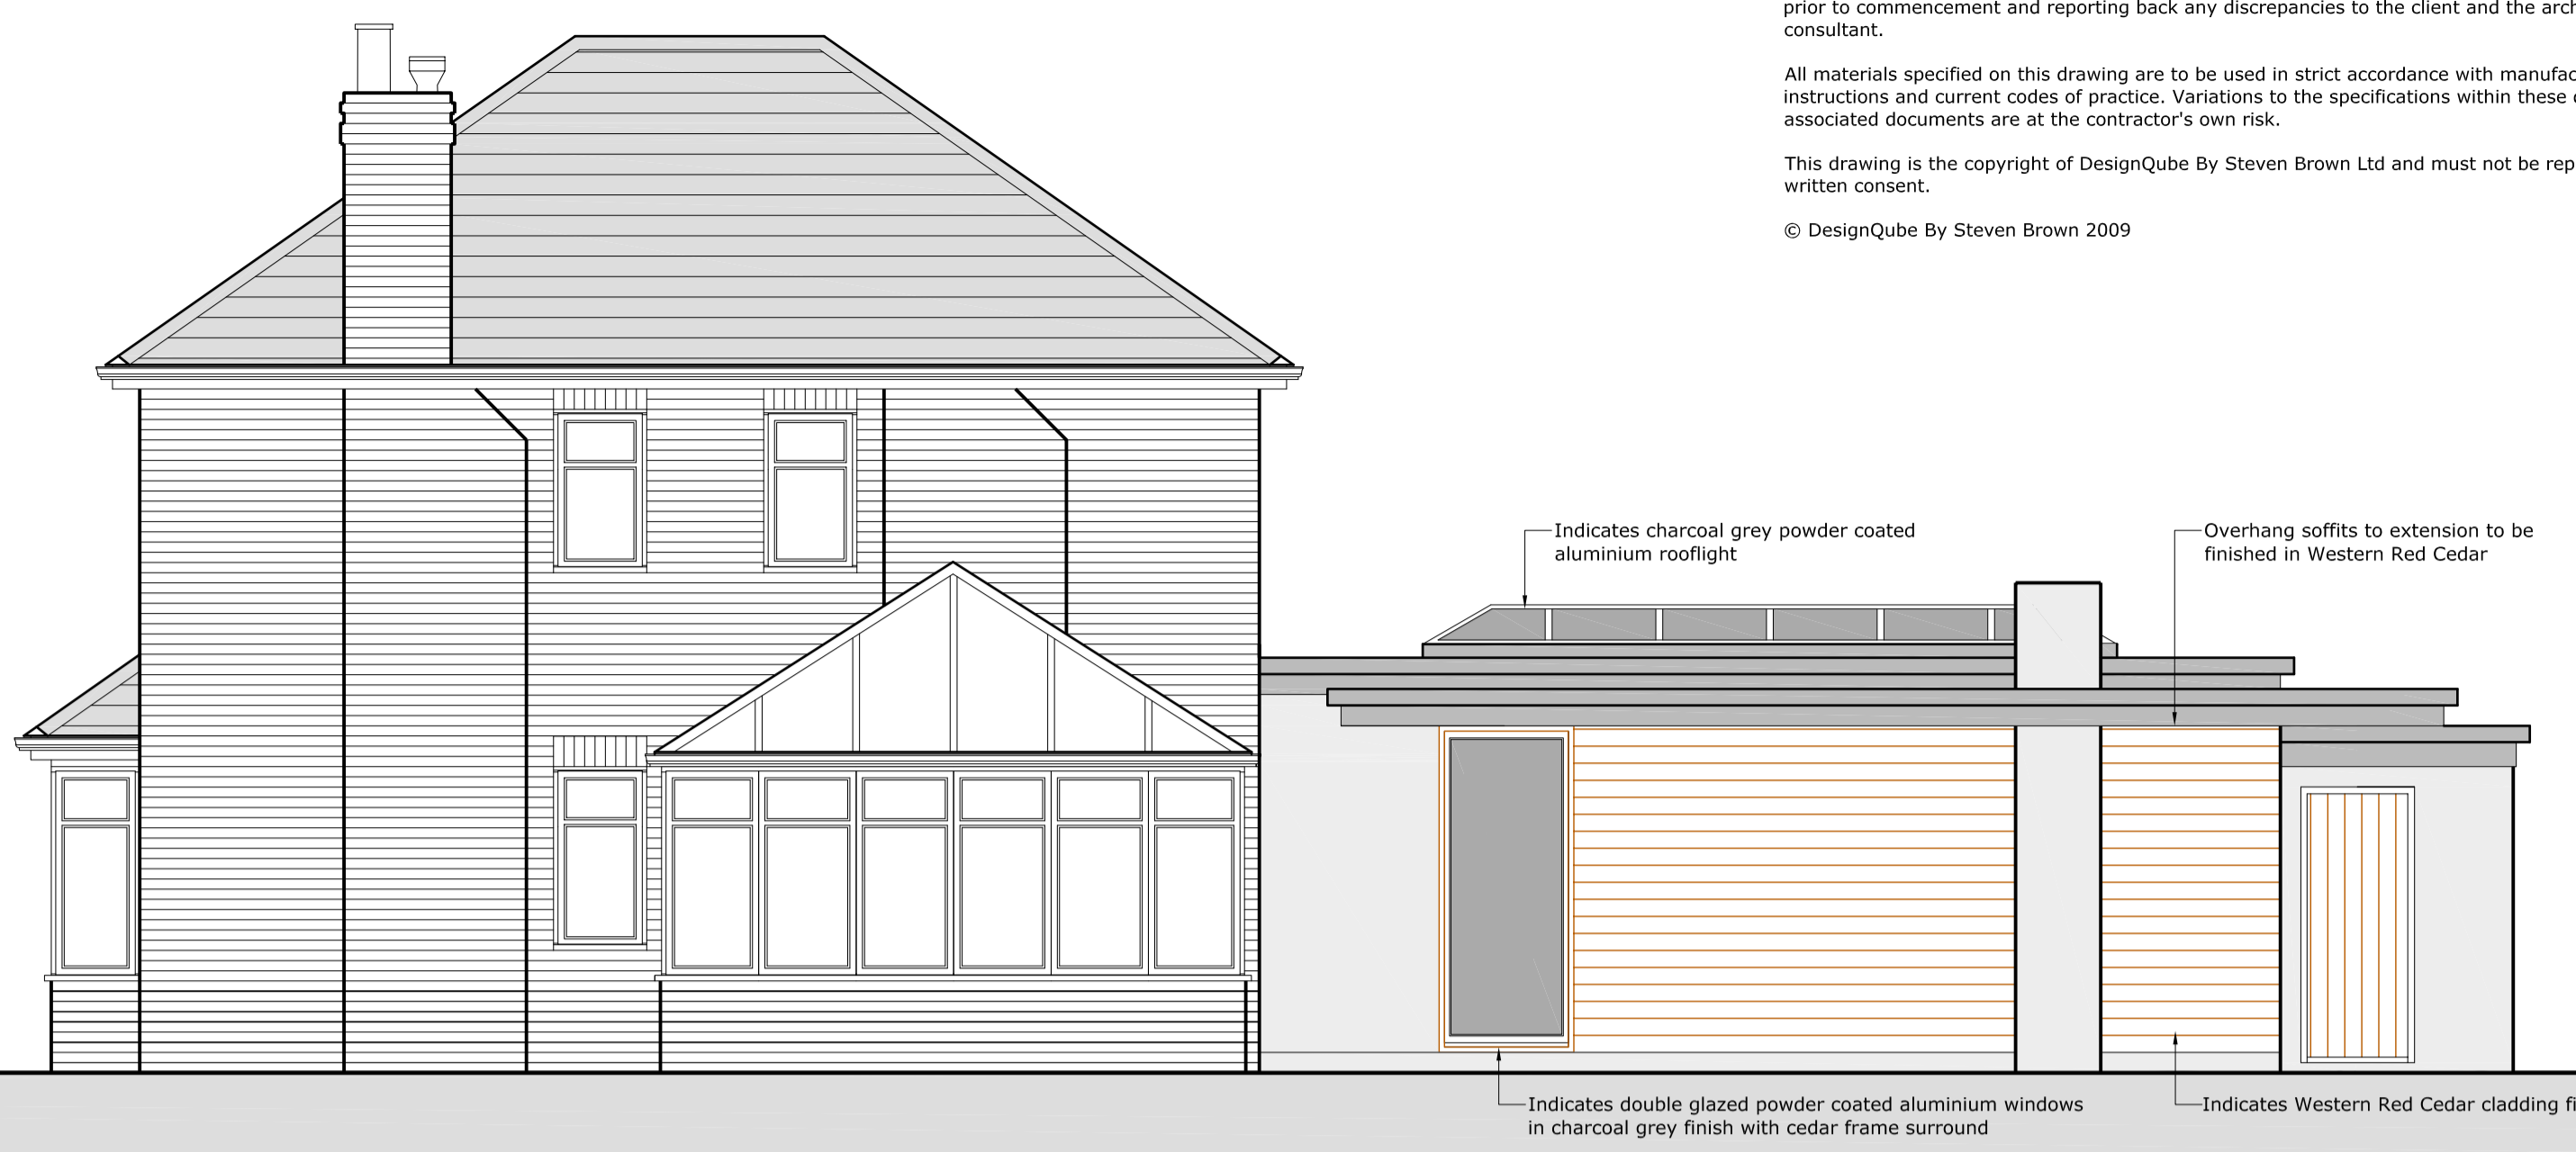 prior to commencement and reporting back any discrepancies to the client and the
consultant.
All materials specified on this drawing are to be used in strict accordance with
instructions and current codes of practice. Variations to the specifications within these
associated documents are at the contractor's own risk.
This drawing is the copyright of DesignQube By Steven Brown Ltd and must not be
written consent.
© DesignQube By Steven Brown 2009
Indicates charcoal grey powder coated
aluminium rooflight
Overhang soffits to extension to be
finished in Western Red Cedar
Indicates double glazed powder coated aluminium windows
in charcoal grey finish with cedar frame surround
Indicates Western Red Cedar cladding